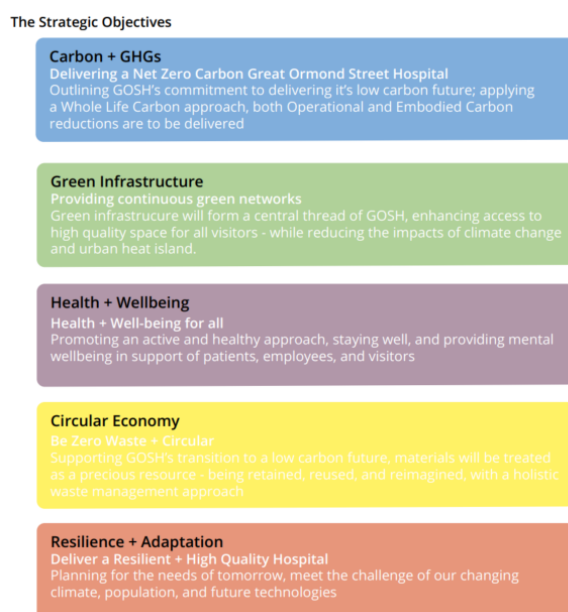 The Strategic Objectives
Carbon + GHGs
Delivering a Net Zero Carbon Great Ormond Street Hospital
Outlining GOSH's commitment to delivering it's low carbon future; applying
a Whole Life Carbon approach, both Operational and Embodied Carbon
reductions are to be delivered
Green Infrastructure
Providing continuous green networks
Green infrastrucure will form a central thread of GOSH, enhancing access to
high quality space for all visitors - while reducing the impacts of climate change
and urban heat island.
Health + Wellbeing
Health + Well-being for all
Promoting an active and healthy approach, staying well, and providing mental
wellbeing in support of patients, employees, and visitors
Circular Economy
Be Zero Waste + Circular
Supporting GOSH's transition to a low carbon future, materials will be treated
as a precious resource - being retained, reused, and reimagined, with a holistic
waste management approach
Resilience + Adaptation
Deliver a Resilient + High Quality Hospital
Planning for the needs of tomorrow, meet the challenge of our changing
climate, population, and future technologies